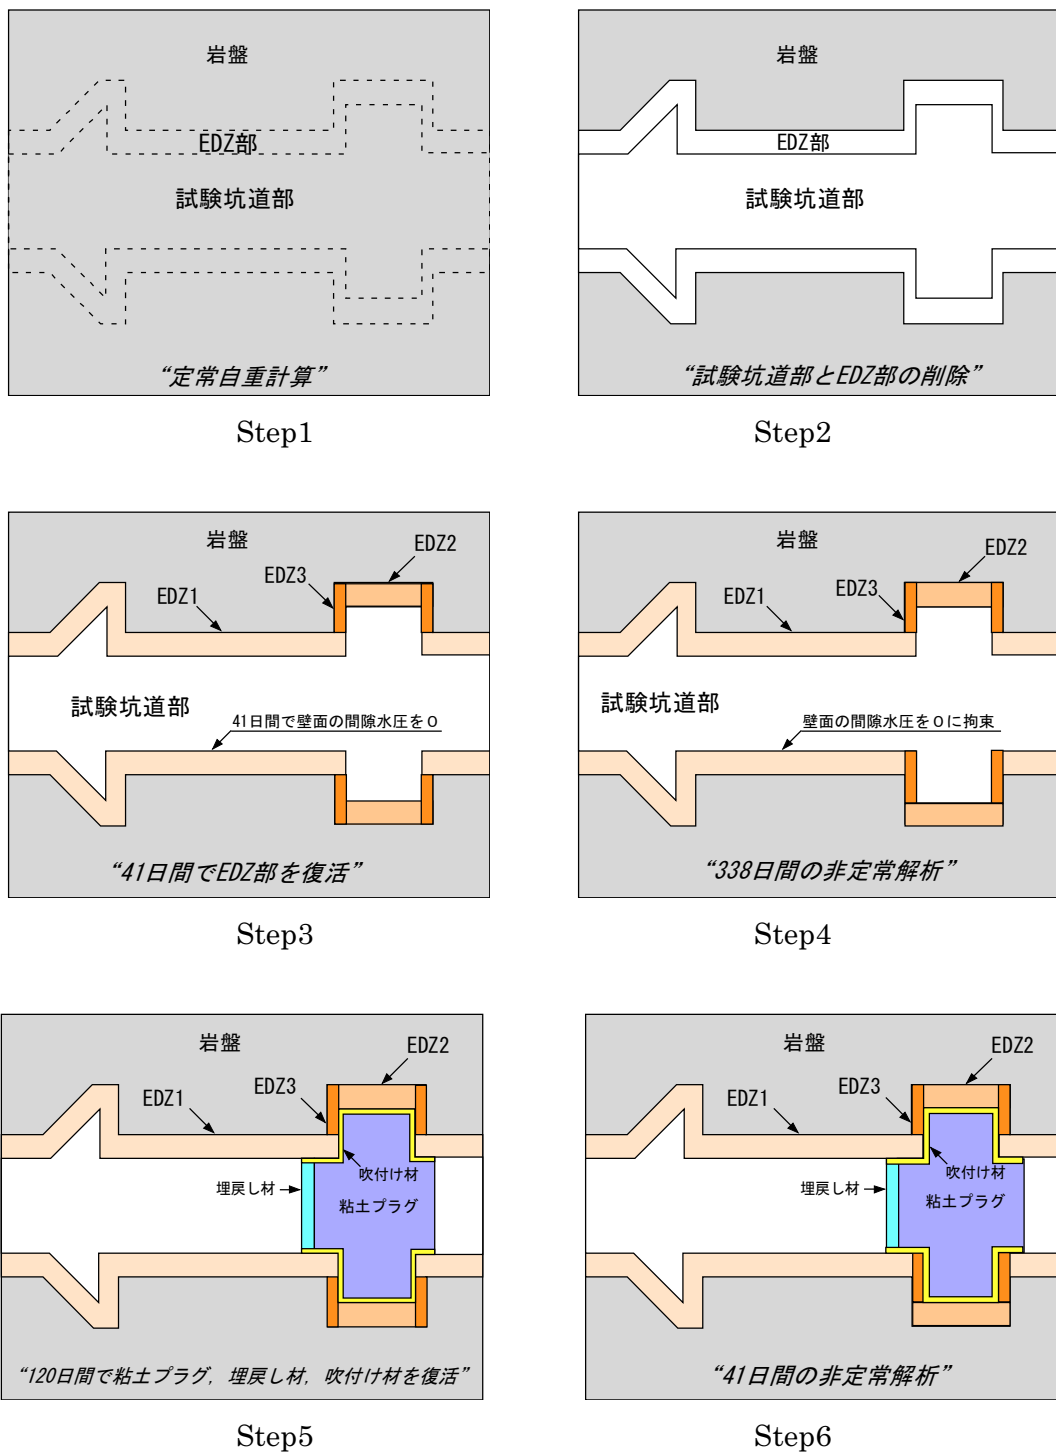 岩盤
EDZ部
試験坑道部
“定常自重計算”
Step1
岩盤
EDZ部
試験坑道部
“試験坑道部とEDZ部の削除”
Step2
岩盤
EDZ2
EDZ3
EDZ1
試験坑道部
41日間で壁面の間隙水圧を0
“41日間でEDZ部を復活”
Step3
岩盤
EDZ2
EDZ3
EDZ1
試験坑道部
壁面の間隙水圧を0に拘束
“338日間の非定常解析”
Step4
岩盤
EDZ2
EDZ3
EDZ1
吹付け材
埋戻し材
粘土プラグ
“120日間で粘土プラグ, 埋戻し材, 吹付け材を復活”
Step5
岩盤
EDZ2
EDZ3
EDZ1
吹付け材
埋戻し材
粘土プラグ
“41日間の非定常解析”
Step6